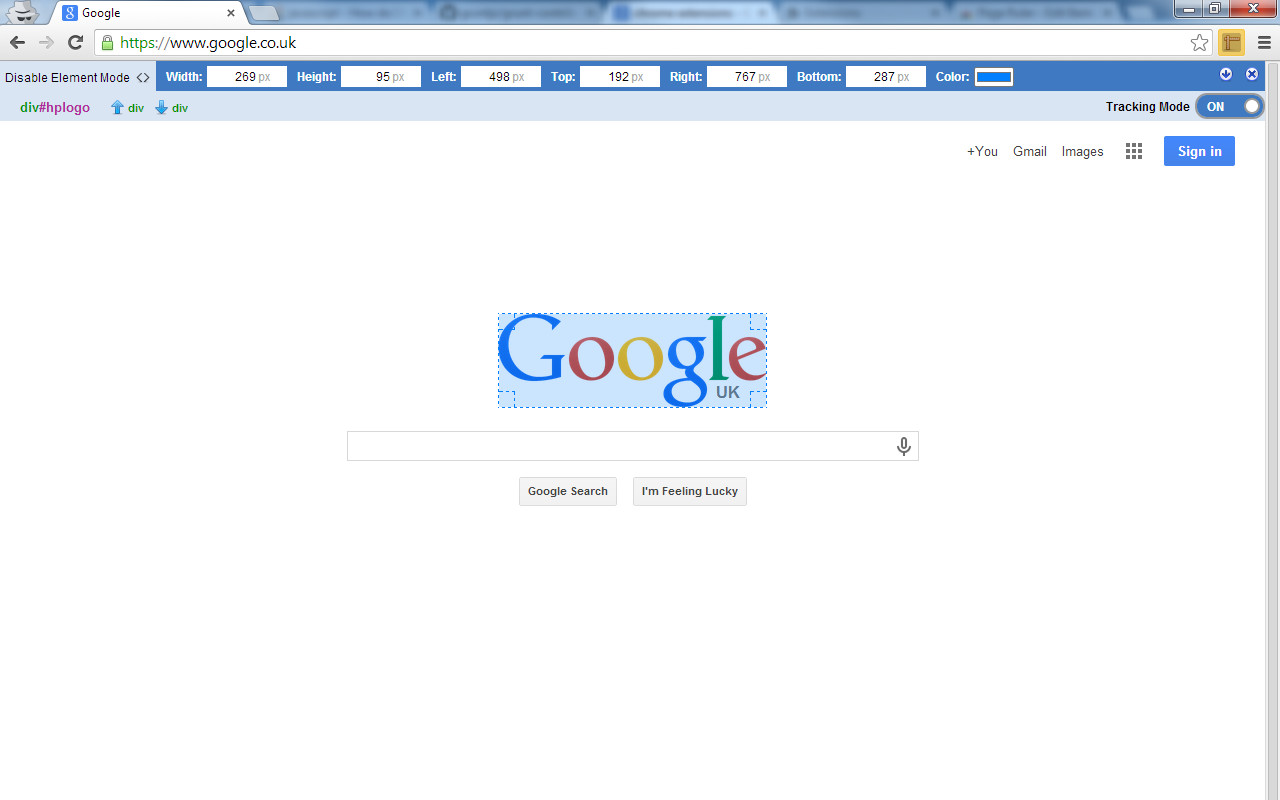 Google
https://www.google.co.uk
Disable Element Mode <> Width: 269 px Height: 95 px Left: 498 px Top: 192 px Right: 767 px Bottom: 287 px Color:
div#hplogo div div Tracking Mode ON
+You Gmail Images Sign in
Google
UK
Google Search I'm Feeling Lucky